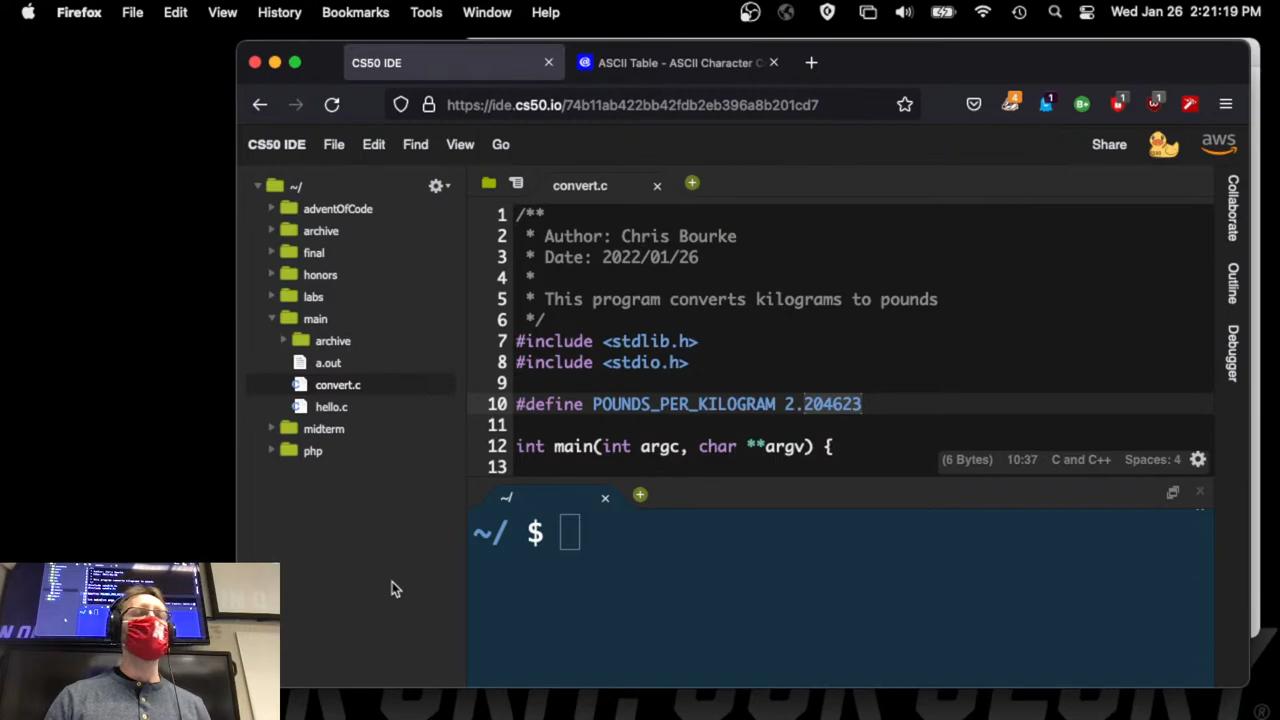 Firefox File Edit View History Bookmarks Tools Window Help Wed Jan 26 2:21:19 PM
CS50 IDE
ASCII Table - ASCII Character C
https://ide.cs50.io/74b11ab422bb42fdb2eb396a8b201cd7
4 1 B+ 1 1
CS50 IDE File Edit Find View Go Share aws
~/
adventOfCode
archive
final
honors
labs
main
archive
a.out
convert.c
hello.c
midterm
php
convert.c
1 /**
2 * Author: Chris Bourke
3 * Date: 2022/01/26
4 *
5 * This program converts kilograms to pounds
6 */
7 #include <stdlib.h>
8 #include <stdio.h>
9
10 #define POUNDS_PER_KILOGRAM 2.204623
11
12 int main(int argc, char **argv) {
13
(6 Bytes) 10:37 C and C++ Spaces: 4
Collaborate
Outline
Debugger
~/
~/ $